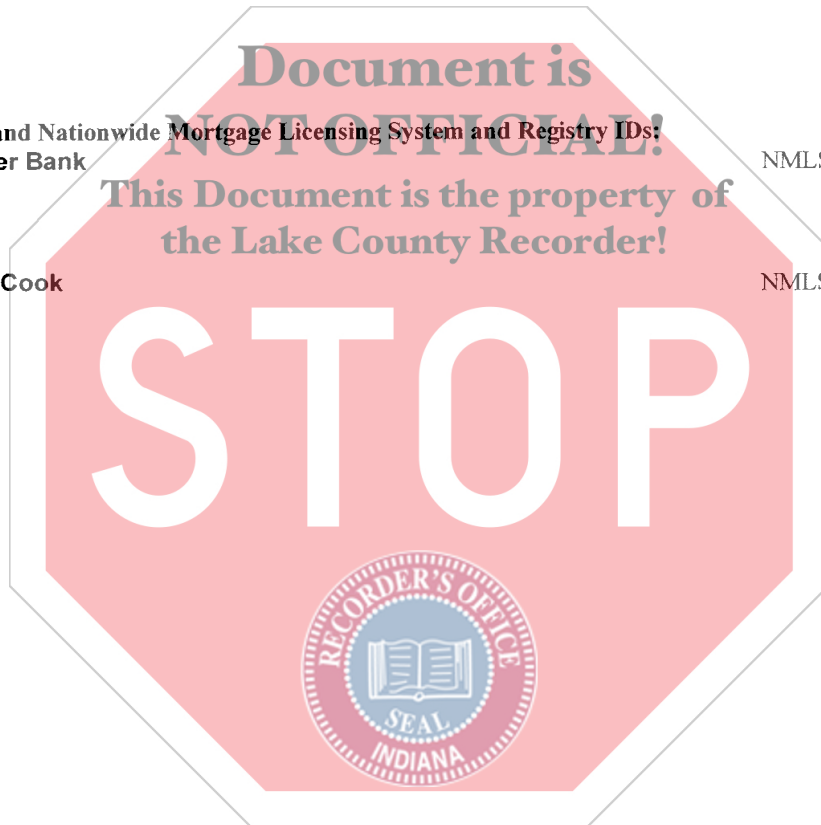 Document is
and Nationwide Mortgage Licensing System and Registry IDs:
NOT OFFICIAL!
er Bank NMLS
This Document is the property of
the Lake County Recorder!
Cook NMLS
STOP
RECORDER'S OFFICE
SEAL
INDIANA